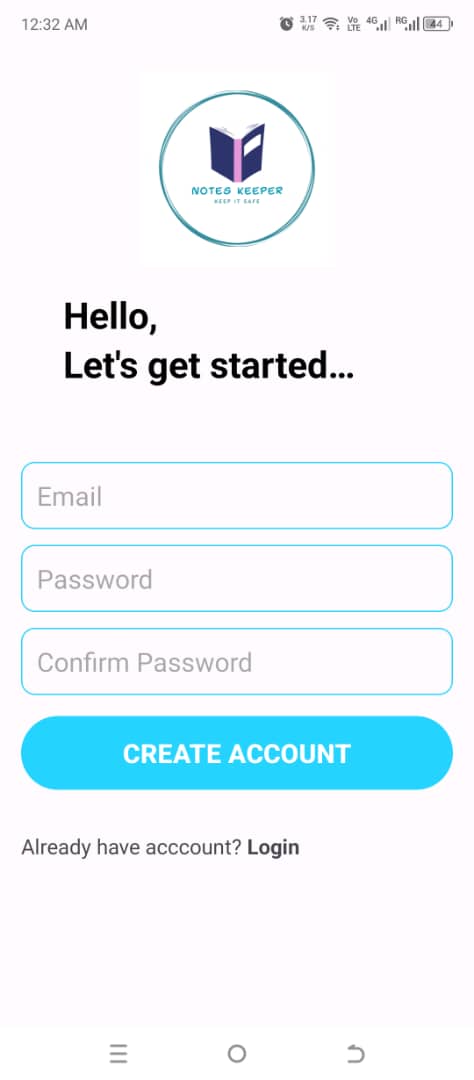 12:32 AM
3.17 K/S Vo LTE 4G RG 44
NOTES KEEPER
KEEP IT SAFE
Hello,
Let's get started...
Email
Password
Confirm Password
CREATE ACCOUNT
Already have acccount? Login